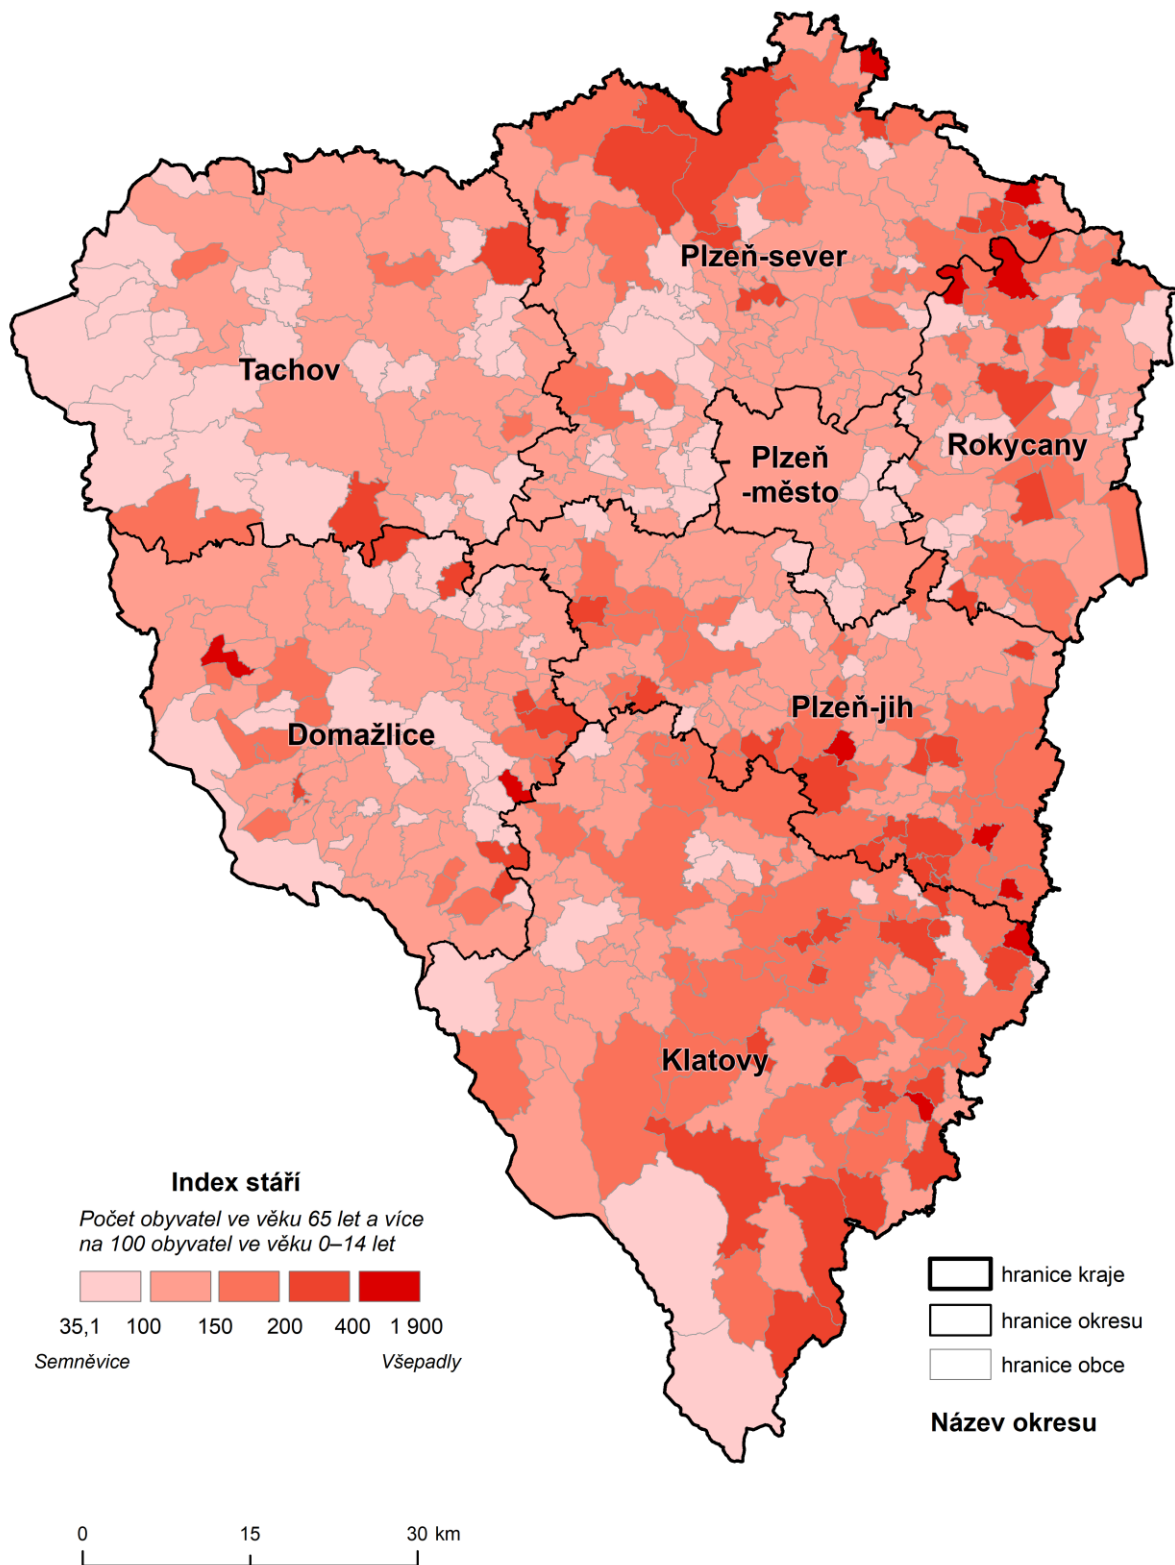 Plzeň-sever
Tachov
Plzeň
-město
Rokycany
Domažlice
Plzeň-jih
Klatovy
Index stáří
Počet obyvatel ve věku 65 let a více
na 100 obyvatel ve věku 0–14 let
35,1 100 150 200 400 1 900
Semněvice Všepadly
hranice kraje
hranice okresu
hranice obce
Název okresu
0 15 30 km